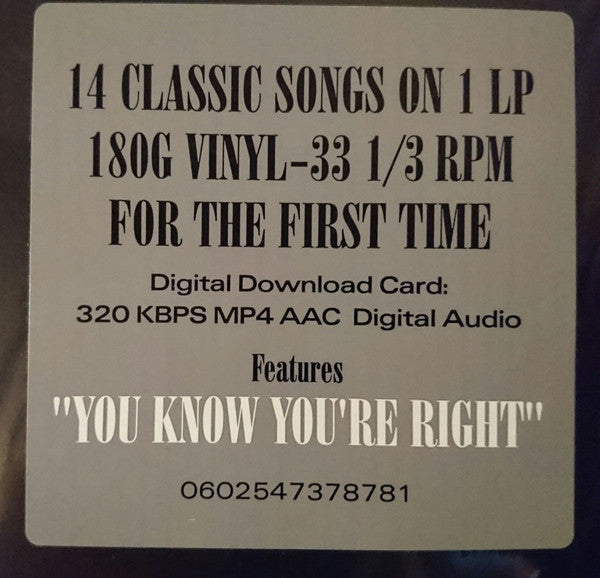 14 CLASSIC SONGS ON 1 LP
180G VINYL-33 1/3 RPM
FOR THE FIRST TIME
Digital Download Card:
320 KBPS MP4 AAC Digital Audio
Features
"YOU KNOW YOU'RE RIGHT"
0602547378781